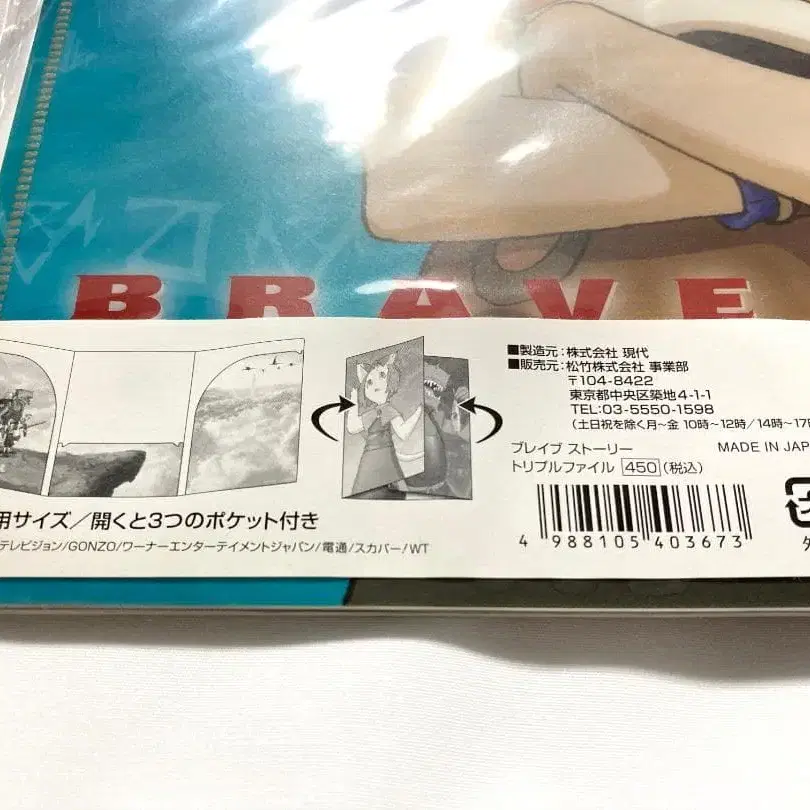 BRAVE
■製造元:株式会社 現代
■販売元:松竹株式会社 事業部
〒104-8422
東京都中央区築地4-1-1
TEL:03-5550-1598
(土日祝を除く月~金 10時~12時/14時~17時
ブレイブ ストーリー
MADE IN JAP
トリプルファイル 450(税込)
4 988105 403673
用サイズ/開くと3つのポケット付き
テレビジョン/GONZO/ワーナーエンターテイメントジャパン/電通/スカパー!WT